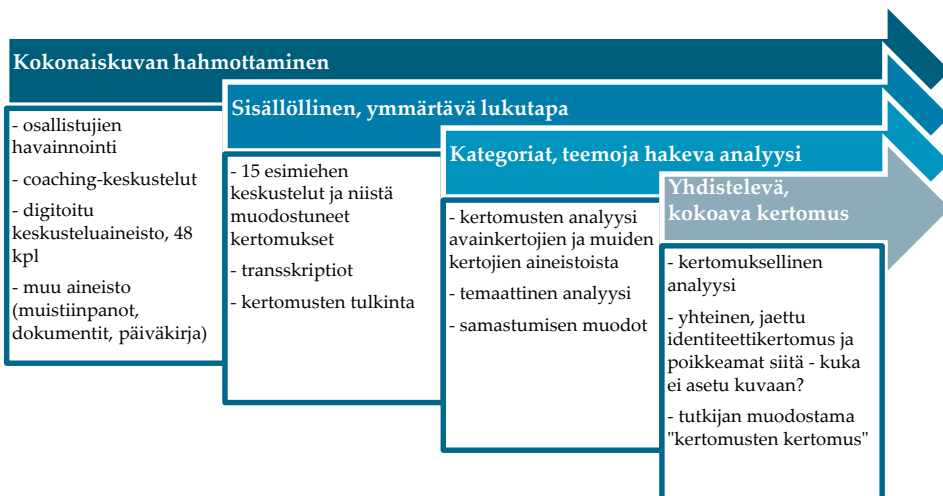 Kokonaiskuvan hahmottaminen
- osallistujien
havainnointi
- coaching-keskustelut
- digitoitu
keskusteluaineisto, 48
kpl
- muu aineisto
(muistiinpanot,
dokumentit, päiväkirja)
Sisällöllinen, ymmärtävä lukutapa
- 15 esimiehen
keskustelut ja niistä
muodostuneet
kertomukset
- transskriptiot
- kertomusten tulkinta
Kategoriat, teemoja hakeva analyysi
- kertomusten analyysi
avainkertojien ja muiden
kertojien aineistoista
- temaattinen analyysi
- samastumisen muodot
Yhdistelevä,
kokoava kertomus
- kertomuksellinen
analyysi
- yhteinen, jaettu
identiteettikertomus ja
poikkeamat siitä - kuka
ei asetu kuvaan?
- tutkijan muodostama
"kertomusten kertomus"